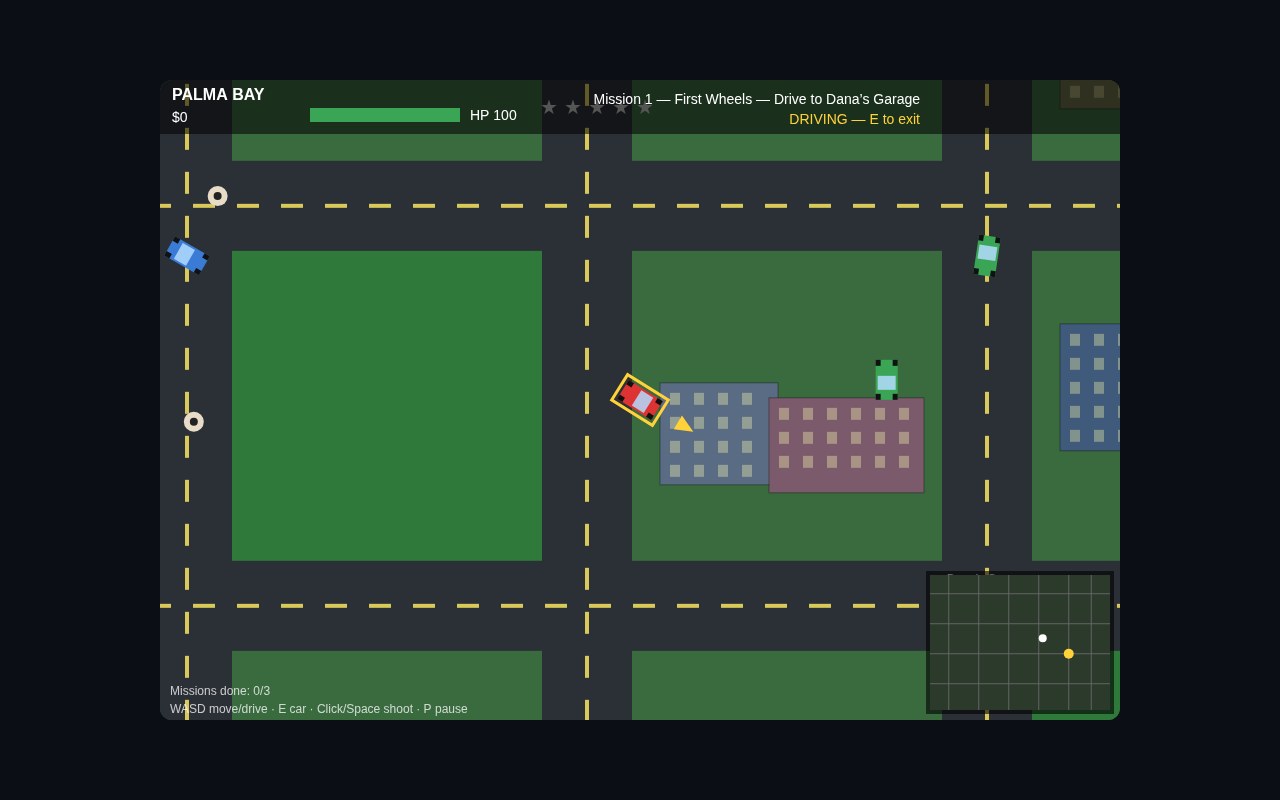 PALMA BAY
$0
HP 100
★ ★ ★ ★ ★
Mission 1 — First Wheels — Drive to Dana's Garage
DRIVING — E to exit
Missions done: 0/3
WASD move/drive · E car · Click/Space shoot · P pause